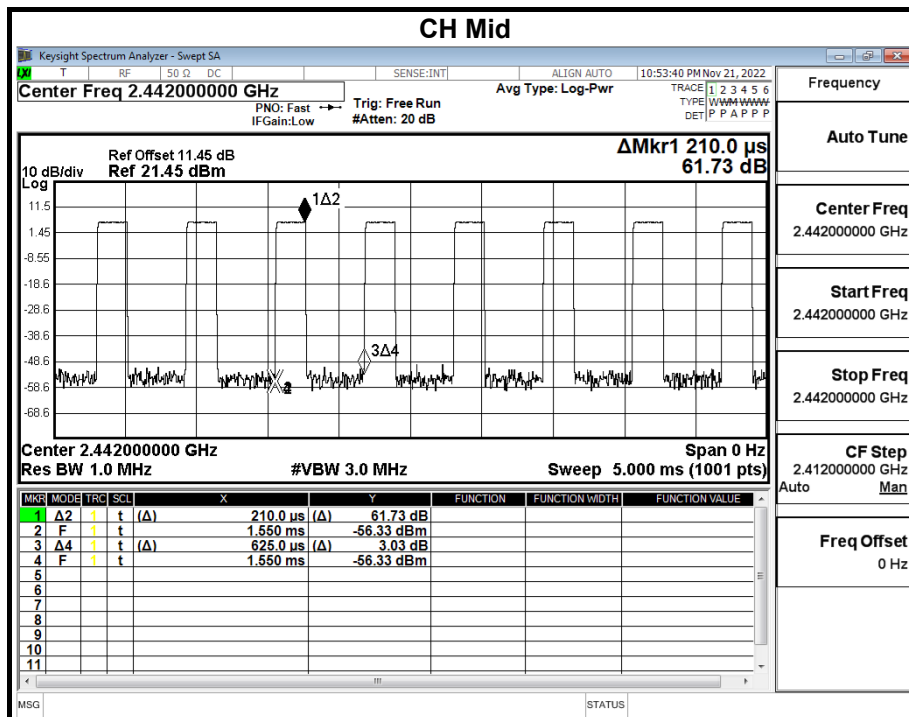 CH Mid
Keysight Spectrum Analyzer - Swept SA
LXI T RF 50 Ω DC SENSE:INT ALIGN AUTO 10:53:40 PM Nov 21, 2022
Center Freq 2.442000000 GHz
PNO: Fast
IFGain:Low
Trig: Free Run
#Atten: 20 dB
Avg Type: Log-Pwr
TRACE 1 2 3 4 5 6
TYPE W W M W W W
DET P P A P P P
Frequency
Ref Offset 11.45 dB
10 dB/div Ref 21.45 dBm
Log
ΔMkr1 210.0 µs
61.73 dB
11.5
1.45
-8.55
-18.6
-28.6
-38.6
-48.6
-58.6
-68.6
1Δ2
3Δ4
Center 2.442000000 GHz Span 0 Hz
Res BW 1.0 MHz #VBW 3.0 MHz Sweep 5.000 ms (1001 pts)
MKR MODE TRC SCL X Y FUNCTION FUNCTION WIDTH FUNCTION VALUE
1 Δ2 1 t (Δ) 210.0 µs (Δ) 61.73 dB
2 F 1 t 1.550 ms -56.33 dBm
3 Δ4 1 t (Δ) 625.0 µs (Δ) 3.03 dB
4 F 1 t 1.550 ms -56.33 dBm
5
6
7
8
9
10
11
MSG STATUS
Auto Tune
Center Freq
2.442000000 GHz
Start Freq
2.442000000 GHz
Stop Freq
2.442000000 GHz
CF Step
2.412000000 GHz
Auto Man
Freq Offset
0 Hz